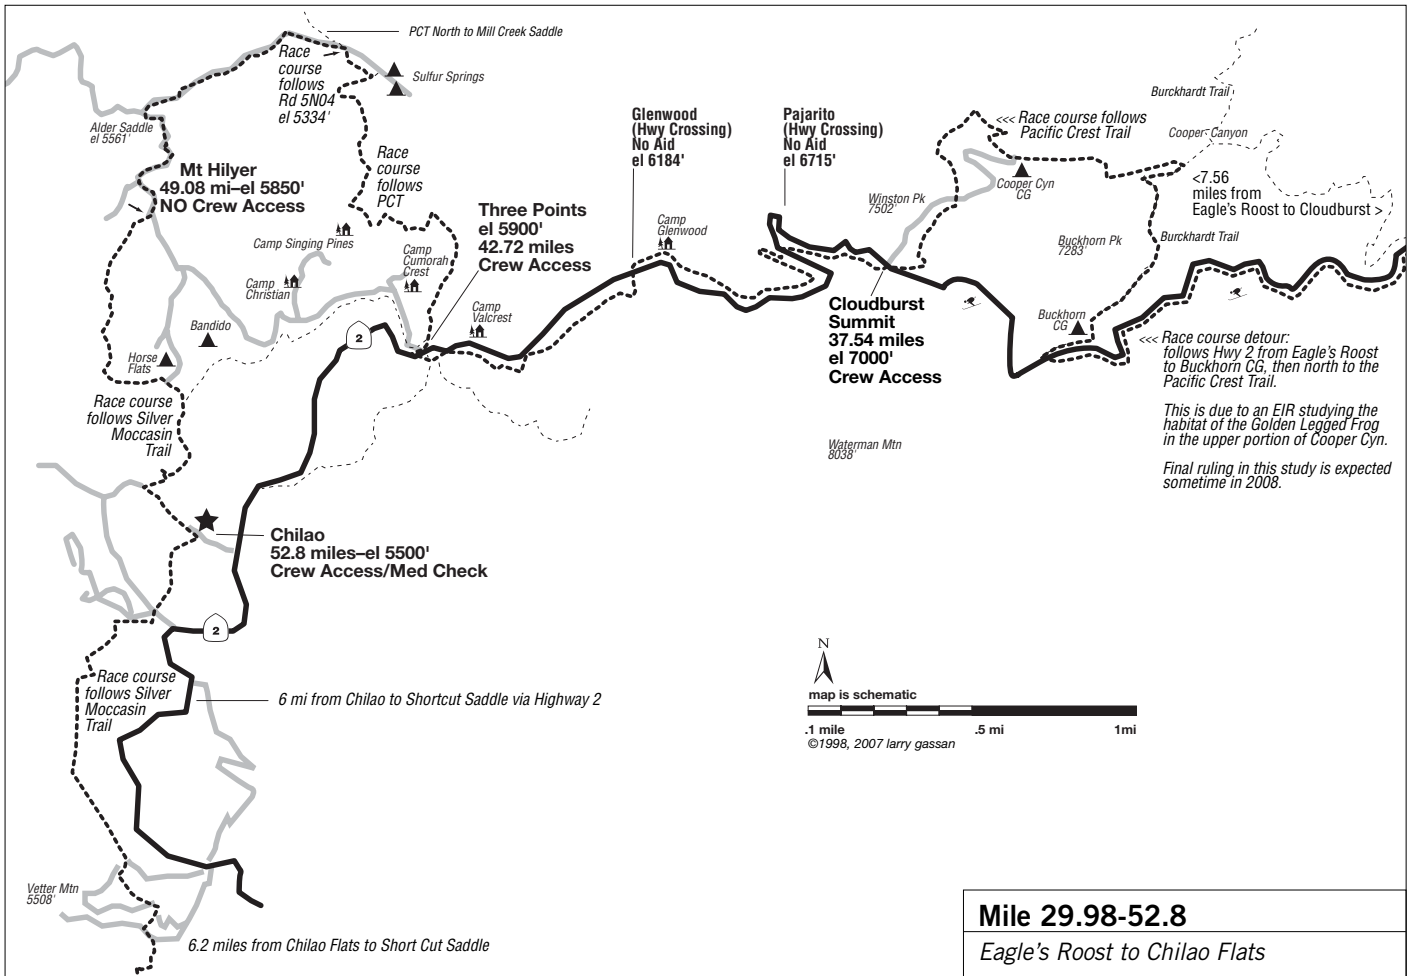 PCT North to Mill Creek Saddle
Race
course
follows
Rd 5N04
el 5334'
Sulfur Springs
Alder Saddle
el 5561'
Mt Hilyer
49.08 mi–el 5850'
NO Crew Access
Race
course
follows
PCT
Camp Singing Pines
Camp
Christian
Camp
Cumorah
Crest
Three Points
el 5900'
42.72 miles
Crew Access
Camp
Valcrest
Glenwood
(Hwy Crossing)
No Aid
el 6184'
Camp
Glenwood
Pajarito
(Hwy Crossing)
No Aid
el 6715'
Winston Pk
7502'
<<< Race course follows
Pacific Crest Trail
Cooper Cyn
CG
Burckhardt Trail
Cooper Canyon
<7.56
miles from
Eagle's Roost to Cloudburst >
Buckhorn Pk
7283'
Burckhardt Trail
Cloudburst
Summit
37.54 miles
el 7000'
Crew Access
Buckhorn
CG
<<< Race course detour:
follows Hwy 2 from Eagle's Roost
to Buckhorn CG, then north to the
Pacific Crest Trail.
This is due to an EIR studying the
habitat of the Golden Legged Frog
in the upper portion of Cooper Cyn.
Final ruling in this study is expected
sometime in 2008.
Waterman Mtn
8038'
Bandido
Horse
Flats
2
Race course
follows Silver
Moccasin
Trail
Chilao
52.8 miles–el 5500'
Crew Access/Med Check
2
Race course
follows Silver
Moccasin
Trail
6 mi from Chilao to Shortcut Saddle via Highway 2
N
map is schematic
.1 mile .5 mi 1mi
©1998, 2007 larry gassan
Vetter Mtn
5508'
6.2 miles from Chilao Flats to Short Cut Saddle
Mile 29.98-52.8
Eagle's Roost to Chilao Flats